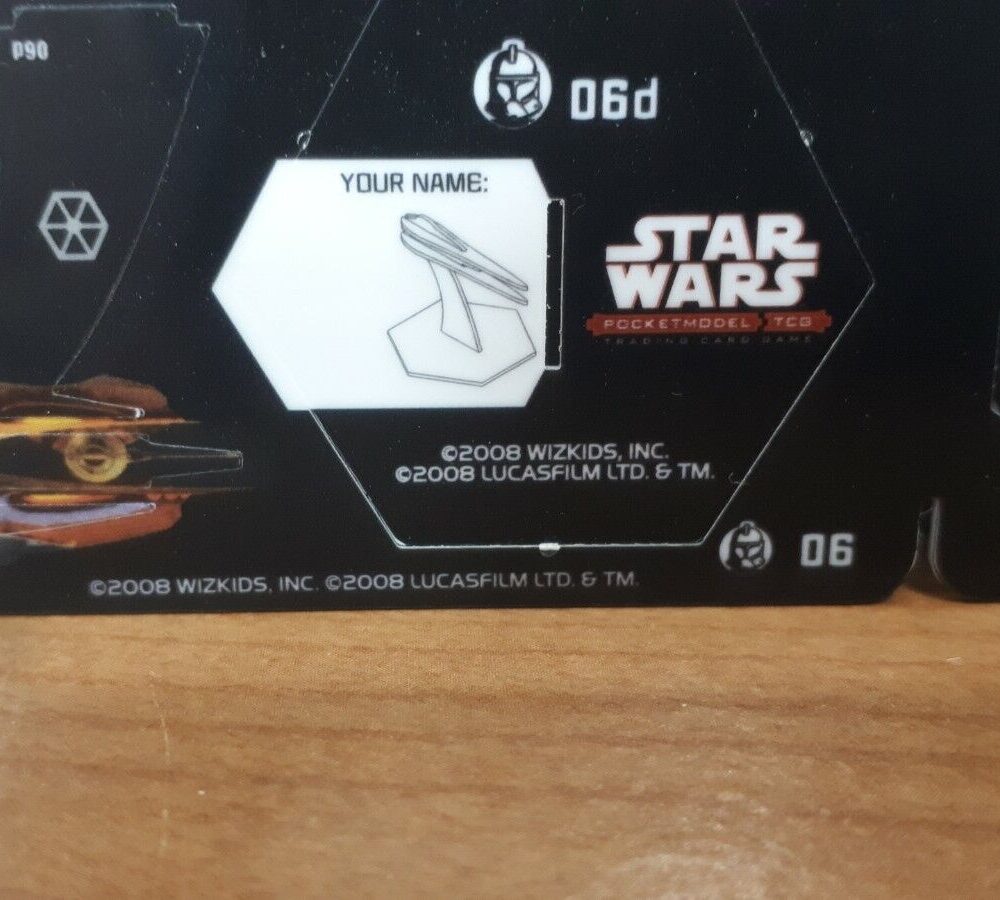 06d
06d
YOUR NAME:
STAR
WARS
POCKETMODEL TCG
TRADING CARD GAME
©2008 WIZKIDS, INC.
©2008 LUCASFILM LTD. & TM.
06
©2008 WIZKIDS, INC. ©2008 LUCASFILM LTD. & TM.